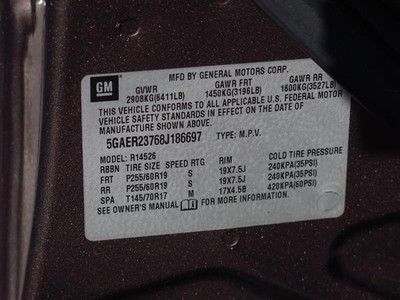 GM
MFD BY GENERAL MOTORS CORP.
GVWR GAWR FRT GAWR RR
2908KG(6411LB) 1450KG(3196LB) 1600KG(3527LB)
THIS VEHICLE CONFORMS TO ALL APPLICABLE U.S. FEDERAL MOTOR
VEHICLE SAFETY STANDARDS IN EFFECT ON THE DATE OF
MANUFACTURE SHOWN ABOVE.
5GAER23768J186697 TYPE: M.P.V.
MODEL: R14526
RBBN TIRE SIZE SPEED RTG RIM COLD TIRE PRESSURE
FRT P255/60R19 S 19X7.5J 240KPA(35PSI)
RR P255/60R19 S 19X7.5J 240KPA(35PSI)
SPA T145/70R17 M 17X4.5B 420KPA(60PSI)
SEE OWNER'S MANUAL FOR MORE INFORMATION.